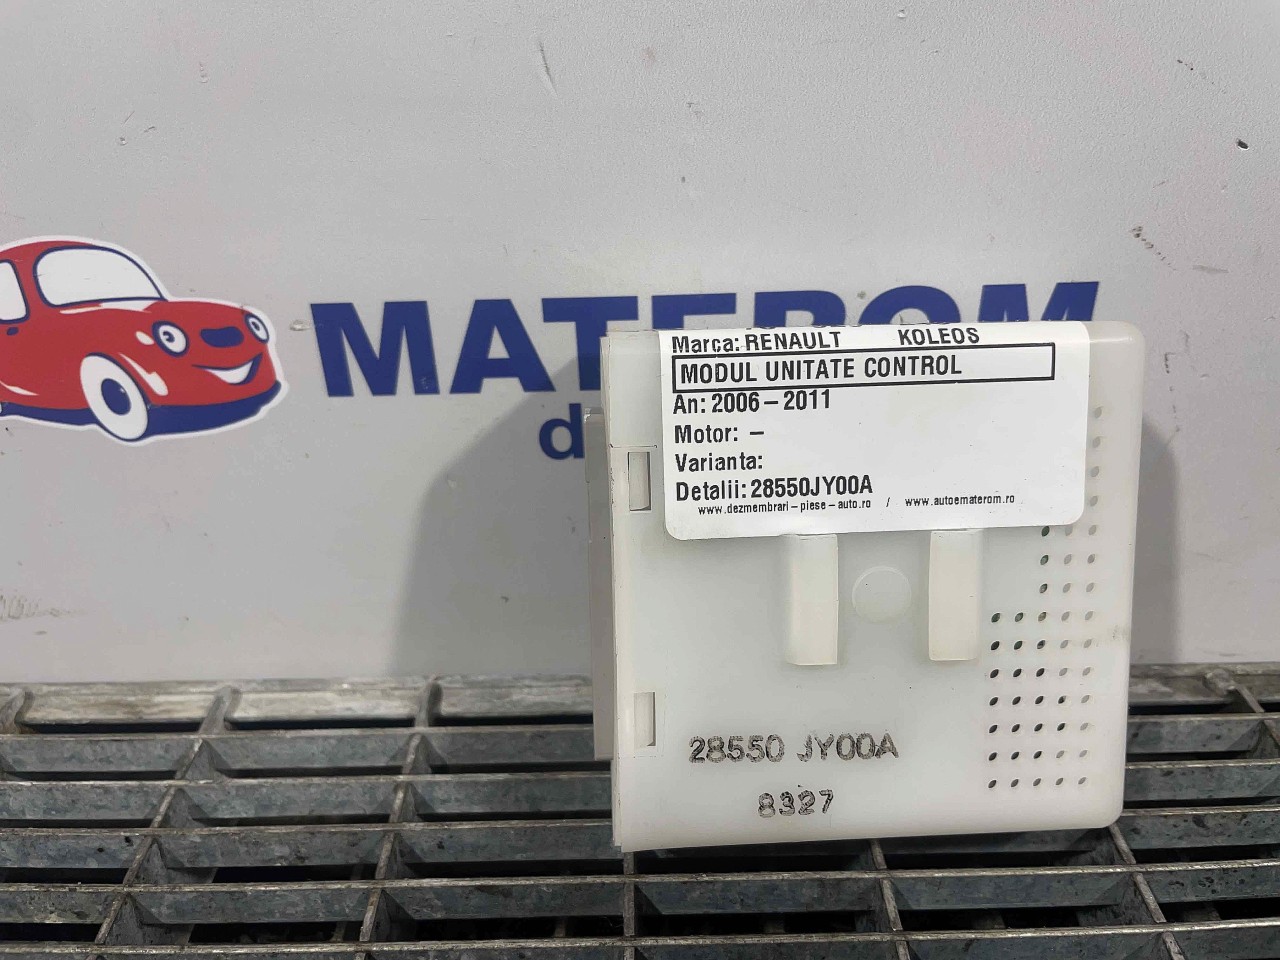 MATEROM
d
Marca: RENAULT KOLEOS
MODUL UNITATE CONTROL
An: 2006-2011
Motor: -
Varianta:
Detalii: 28550JY00A
www.dezmembrari-piese-auto.ro / www.autoematerom.ro
28550 JY00A
8327